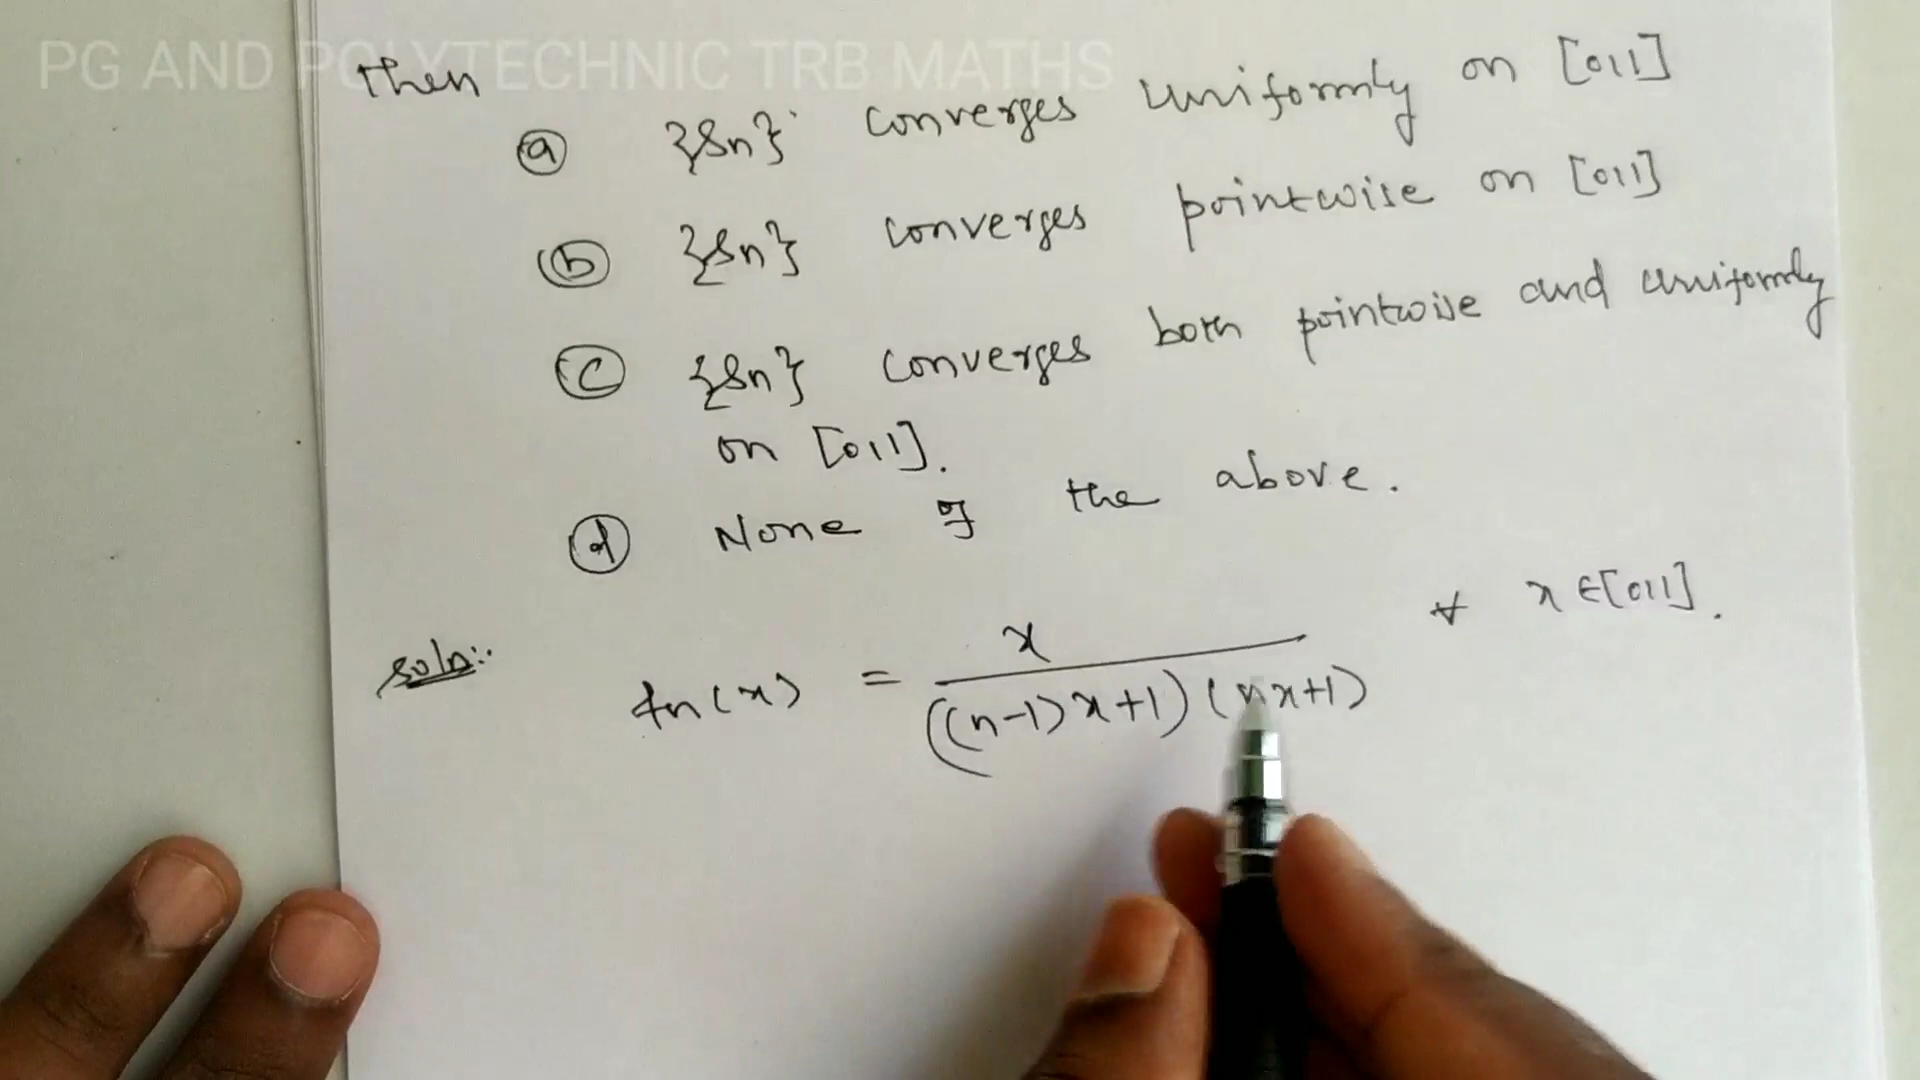 PG AND POLYTECHNIC TRB MATHS
then
(a) {Sn} converges uniformly on [0,1]
(b) {Sn} converges pointwise on [0,1]
(c) {Sn} converges both pointwise and uniformly
on [0,1].
(d) None of the above.
Soln:. fn(x) = x / ((n-1)x+1)(nx+1) ∀ x ∈ [0,1].